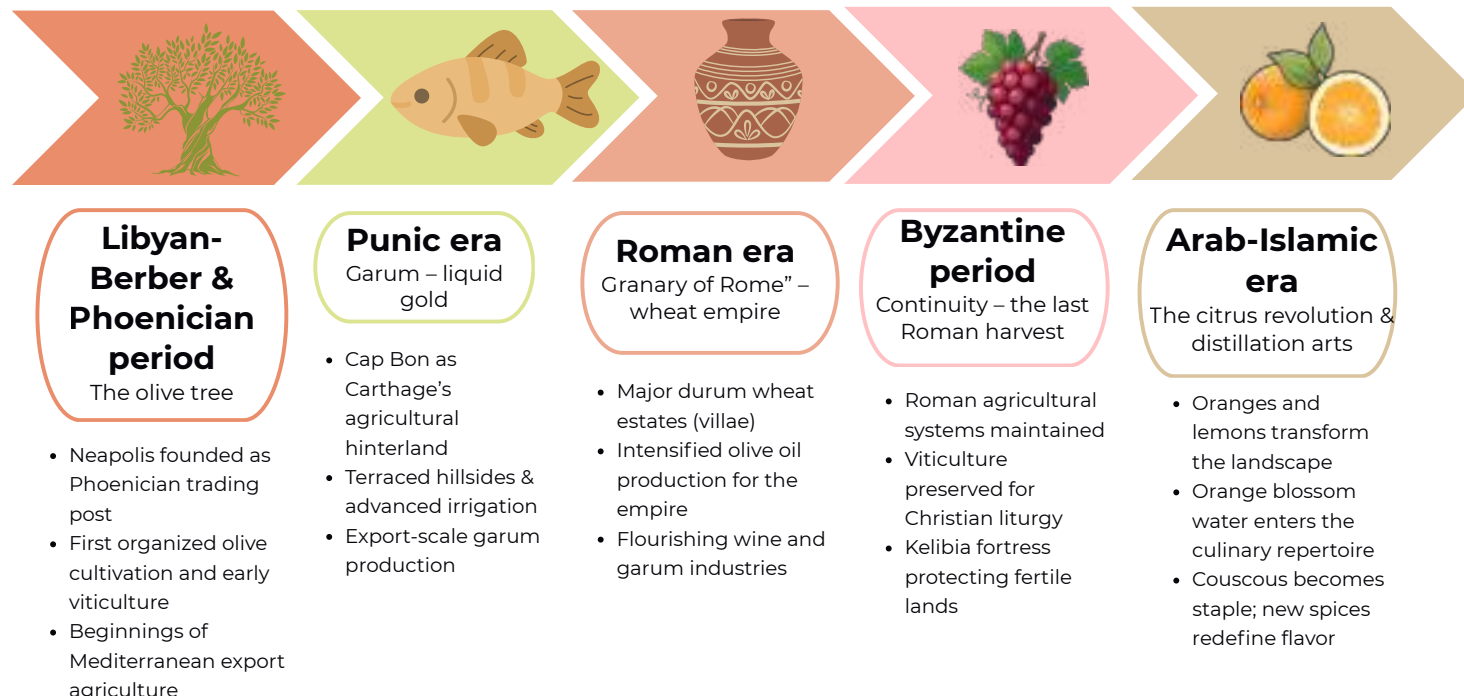 Libyan-
Berber &
Phoenician
period
The olive tree
• Neapolis founded as
Phoenician trading
post
• First organized olive
cultivation and early
viticulture
• Beginnings of
Mediterranean export
agriculture
Punic era
Garum – liquid
gold
• Cap Bon as
Carthage’s
agricultural
hinterland
• Terraced hillsides &
advanced irrigation
• Export-scale garum
production
Roman era
Granary of Rome” –
wheat empire
• Major durum wheat
estates (villae)
• Intensified olive oil
production for the
empire
• Flourishing wine and
garum industries
Byzantine
period
Continuity – the last
Roman harvest
• Roman agricultural
systems maintained
• Viticulture
preserved for
Christian liturgy
• Kelibia fortress
protecting fertile
lands
Arab-Islamic
era
The citrus revolution &
distillation arts
• Oranges and
lemons transform
the landscape
• Orange blossom
water enters the
culinary repertoire
• Couscous becomes
staple; new spices
redefine flavor